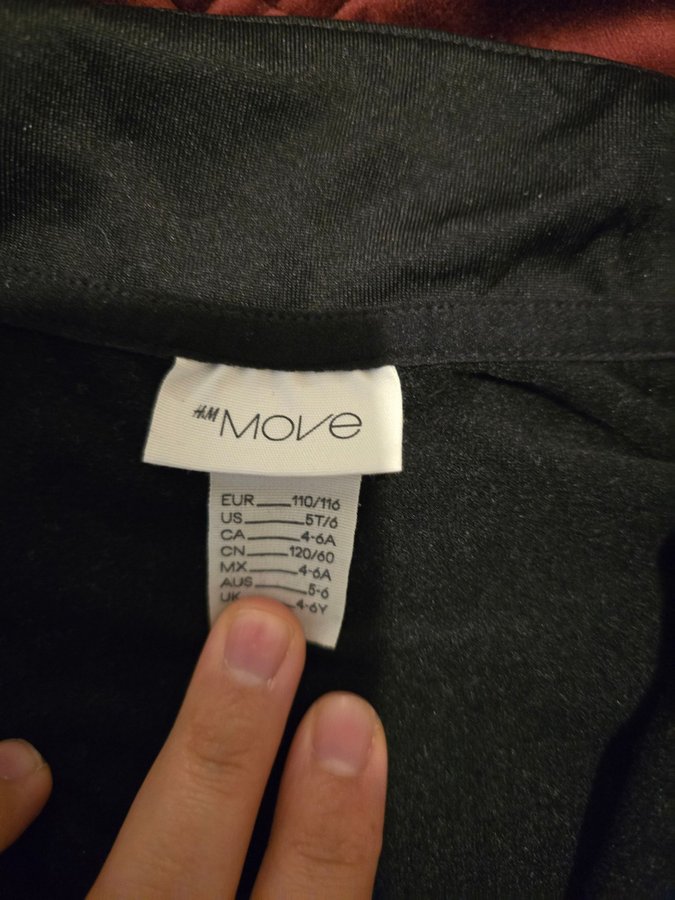 H&M MOVE
EUR 110/116
US 5T/6
CA 4-6A
CN 120/60
MX 4-6A
AUS 5-6
UK 4-6Y